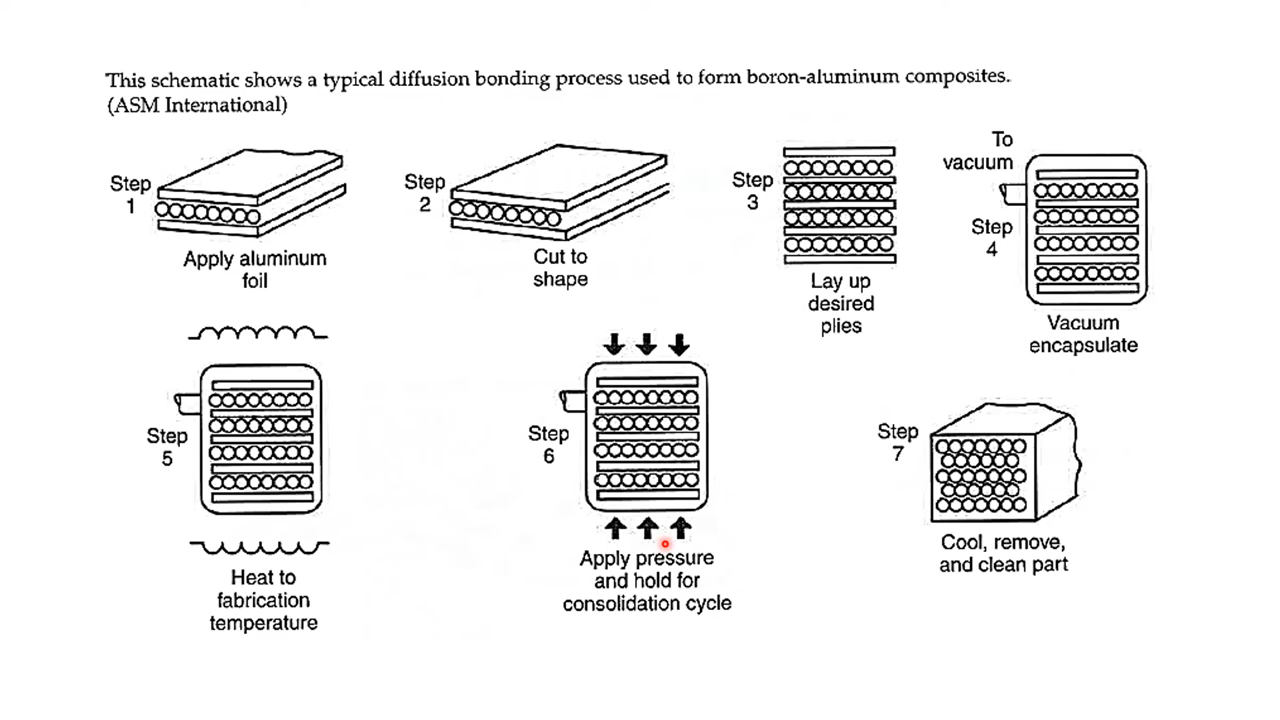 This schematic shows a typical diffusion bonding process used to form boron-aluminum composites.
(ASM International)
Step
1
Apply aluminum
foil
Step
2
Cut to
shape
Step
3
Lay up
desired
plies
To
vacuum
Step
4
Vacuum
encapsulate
Step
5
Heat to
fabrication
temperature
Step
6
Apply pressure
and hold for
consolidation cycle
Step
7
Cool, remove,
and clean part